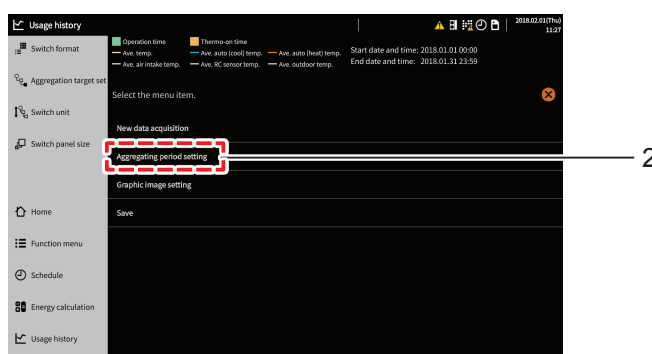 Usage history
2018.02.01(Thu)
11:27
Switch format
Aggregation target set
Switch unit
Switch panel size
Home
Function menu
Schedule
Energy calculation
Usage history
Operation time Thermo-on time
Ave. temp. Ave. auto (cool) temp. Ave. auto (heat) temp.
Ave. air intake temp. Ave. RC sensor temp. Ave. outdoor temp.
Start date and time: 2018.01.01 00:00
End date and time: 2018.01.31 23:59
Select the menu item.
New data acquisition
Aggregating period setting
Graphic image setting
Save
2